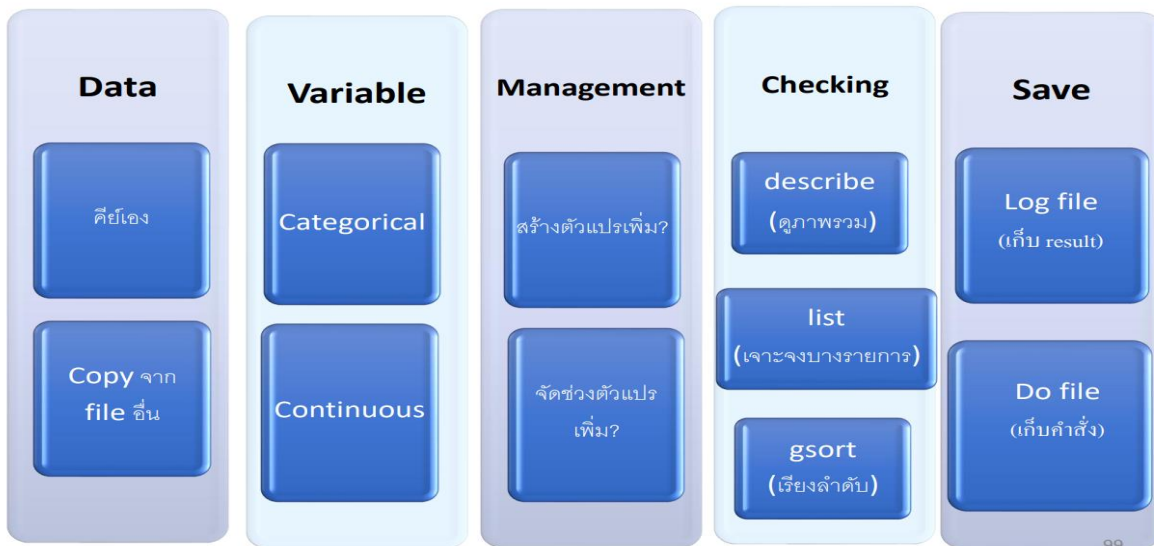 Data
คีย์เอง
Copy จาก
file อื่น
Variable
Categorical
Continuous
Management
สร้างตัวแปรเพิ่ม?
จัดช่วงตัวแปร
เพิ่ม?
Checking
describe
(ดูภาพรวม)
list
(เจาะจงบางรายการ)
gsort
(เรียงลำดับ)
Save
Log file
(เก็บ result)
Do file
(เก็บคำสั่ง)